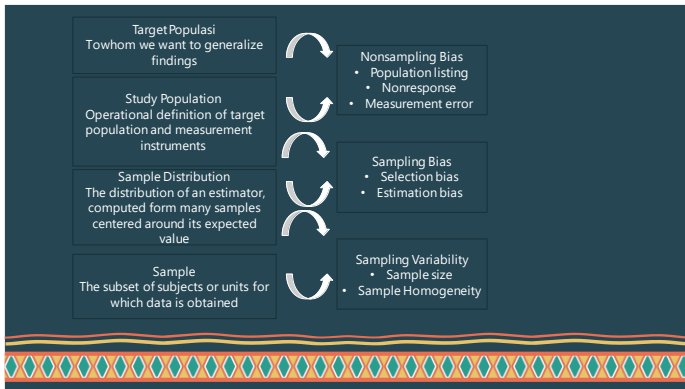 Target Populasi
Towhom we want to generalize
findings
Study Population
Operational definition of target
population and measurement
instruments
Sample Distribution
The distribution of an estimator,
computed form many samples
centered around its expected
value
Sample
The subset of subjects or units for
which data is obtained
Nonsampling Bias
• Population listing
• Nonresponse
• Measurement error
Sampling Bias
• Selection bias
• Estimation bias
Sampling Variability
• Sample size
• Sample Homogeneity